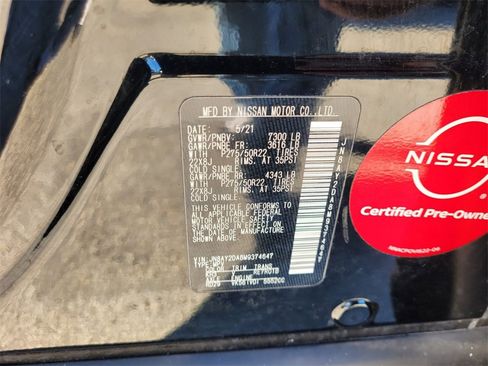 MFD BY NISSAN MOTOR CO.,LTD.
5/21
GVWR/PNBV: 7300 LB
GAWR/PNBE FR: 3616 LB
WITH P275/50R22 TIRES
22X8J RIMS, AT 35PSI
COLD SINGLE
GAWR/PNBE RR 4343 LB
WITH P275/50R22 TIRES
22X8J RIMS, AT 35PSI
COLD SINGLE
THIS VEHICLE CONFORMS TO
ALL APPLICABLE FEDERAL
MOTOR VEHICLE SAFETY
STANDARDS IN EFFECT
ON THE DATE OF
MANUFACTURE SHOWN
ABOVE.
VIN: JN8AY2DA6M9374647
TYPE: MPV
COLOR TRIM TRANS
AXLE ENGINE
NISSAN
Certified Pre-Owned